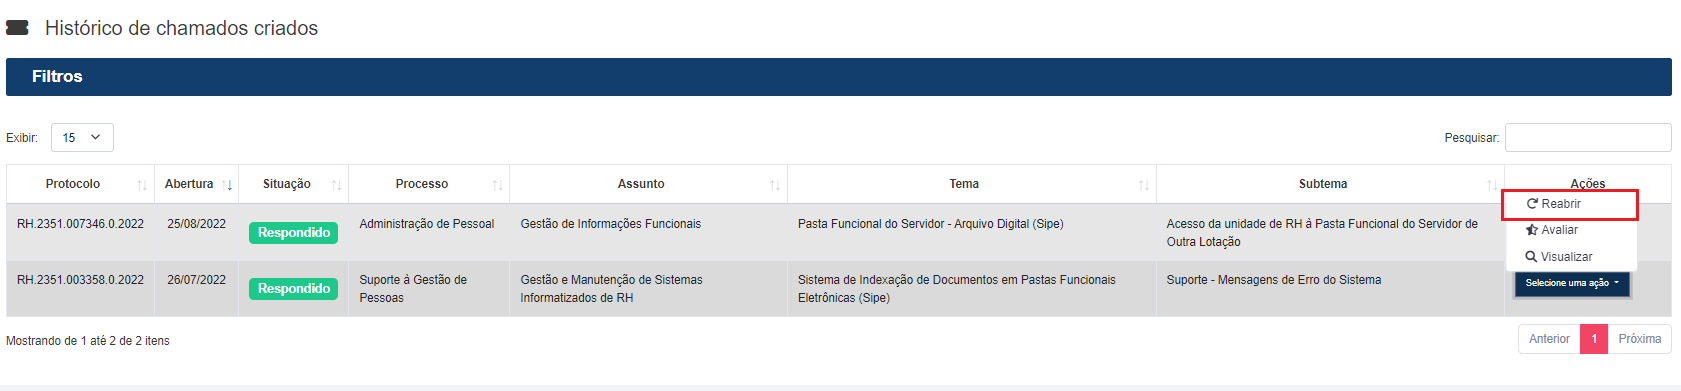 Histórico de chamados criados
Filtros
Exibir: 15
Pesquisar:
Protocolo Abertura Situação Processo Assunto Tema Subtema Ações
RH.2351.007346.0.2022 25/08/2022 Respondido Administração de Pessoal Gestão de Informações Funcionais Pasta Funcional do Servidor - Arquivo Digital (Sipe) Acesso da unidade de RH à Pasta Funcional do Servidor de
Outra Lotação
Reabrir
Avaliar
Visualizar
RH.2351.003358.0.2022 26/07/2022 Respondido Suporte à Gestão de
Pessoas
Gestão e Manutenção de Sistemas
Informatizados de RH
Sistema de Indexação de Documentos em Pastas Funcionais
Eletrônicas (Sipe)
Suporte - Mensagens de Erro do Sistema
Selecione uma ação
Mostrando de 1 até 2 de 2 itens
Anterior 1 Próxima